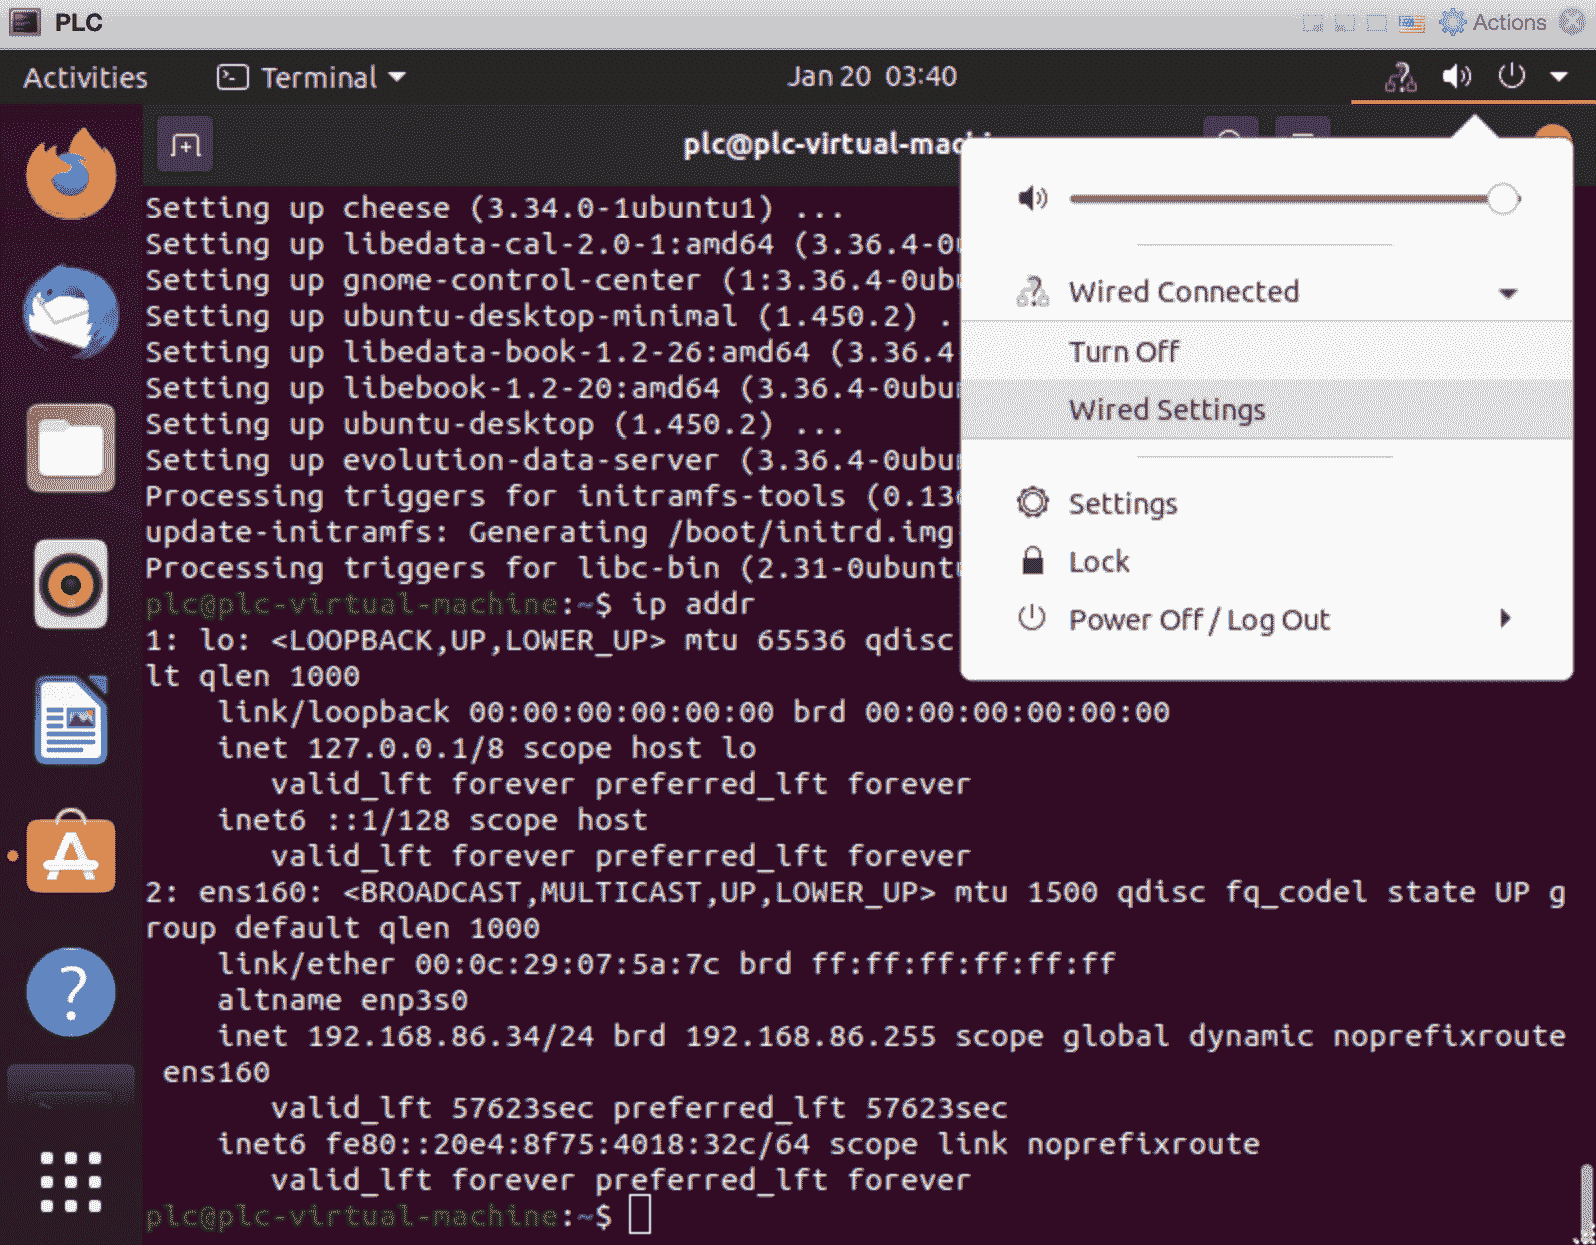 PLC
Actions
Activities
Terminal
Jan 20 03:40
plc@plc-virtual-mac
Setting up cheese (3.34.0-1ubuntu1) ...
Setting up libedata-cal-2.0-1:amd64 (3.36.4-0u
Setting up gnome-control-center (1:3.36.4-0ub
Setting up ubuntu-desktop-minimal (1.450.2) .
Setting up libedata-book-1.2-26:amd64 (3.36.4
Setting up libebook-1.2-20:amd64 (3.36.4-0ubu
Setting up ubuntu-desktop (1.450.2) ...
Setting up evolution-data-server (3.36.4-0ubu
Processing triggers for initramfs-tools (0.136
update-initramfs: Generating /boot/initrd.img
Processing triggers for libc-bin (2.31-0ubunt
plc@plc-virtual-machine:~$ ip addr
1: lo: <LOOPBACK,UP,LOWER_UP> mtu 65536 qdisc
lt qlen 1000
link/loopback 00:00:00:00:00:00 brd 00:00:00:00:00:00
inet 127.0.0.1/8 scope host lo
valid_lft forever preferred_lft forever
inet6 ::1/128 scope host
valid_lft forever preferred_lft forever
2: ens160: <BROADCAST,MULTICAST,UP,LOWER_UP> mtu 1500 qdisc fq_codel state UP g
roup default qlen 1000
link/ether 00:0c:29:07:5a:7c brd ff:ff:ff:ff:ff:ff
altname enp3s0
inet 192.168.86.34/24 brd 192.168.86.255 scope global dynamic noprefixroute
ens160
valid_lft 57623sec preferred_lft 57623sec
inet6 fe80::20e4:8f75:4018:32c/64 scope link noprefixroute
valid_lft forever preferred_lft forever
plc@plc-virtual-machine:~$
Wired Connected
Turn Off
Wired Settings
Settings
Lock
Power Off / Log Out